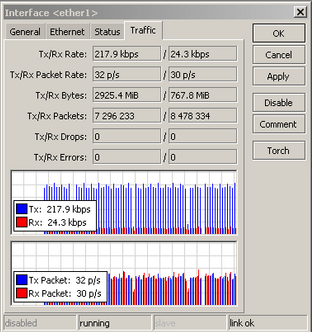 Interface <ether1>
General Ethernet Status Traffic
OK
Cancel
Apply
Disable
Comment
Torch
Tx/Rx Rate: 217.9 kbps / 24.3 kbps
Tx/Rx Packet Rate: 32 p/s / 30 p/s
Tx/Rx Bytes: 2925.4 MiB / 767.8 MiB
Tx/Rx Packets: 7 296 233 / 8 478 334
Tx/Rx Drops: 0 / 0
Tx/Rx Errors: 0 / 0
Tx: 217.9 kbps
Rx: 24.3 kbps
Tx Packet: 32 p/s
Rx Packet: 30 p/s
disabled running slave link ok